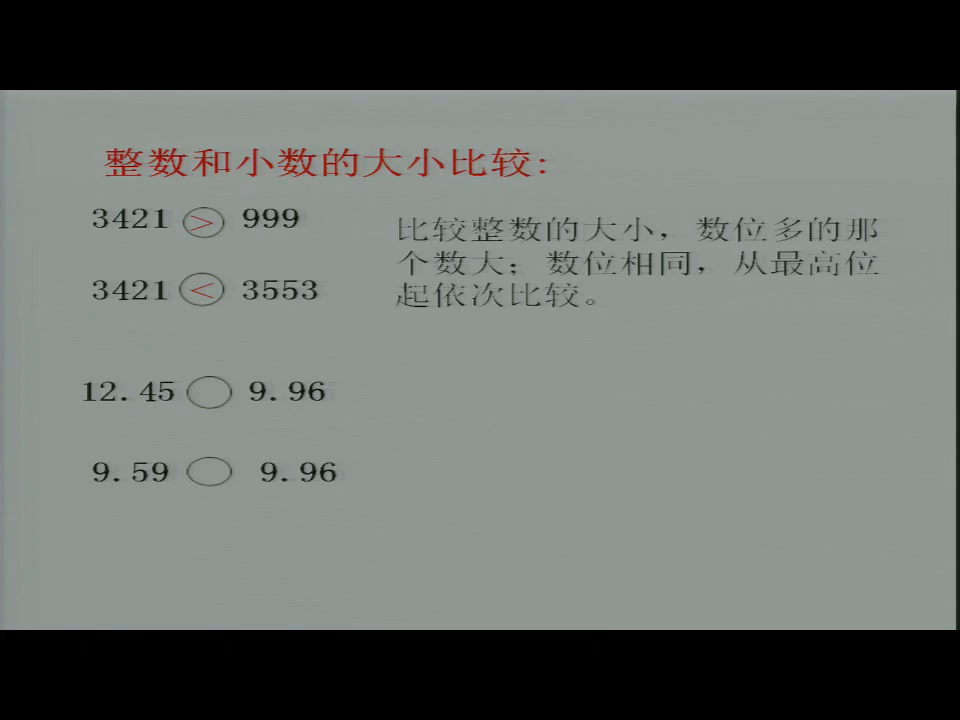 整数和小数的大小比较:
3421 > 999
3421 < 3553
比较整数的大小，数位多的那
个数大；数位相同，从最高位
起依次比较。
12.45 9.96
9.59 9.96